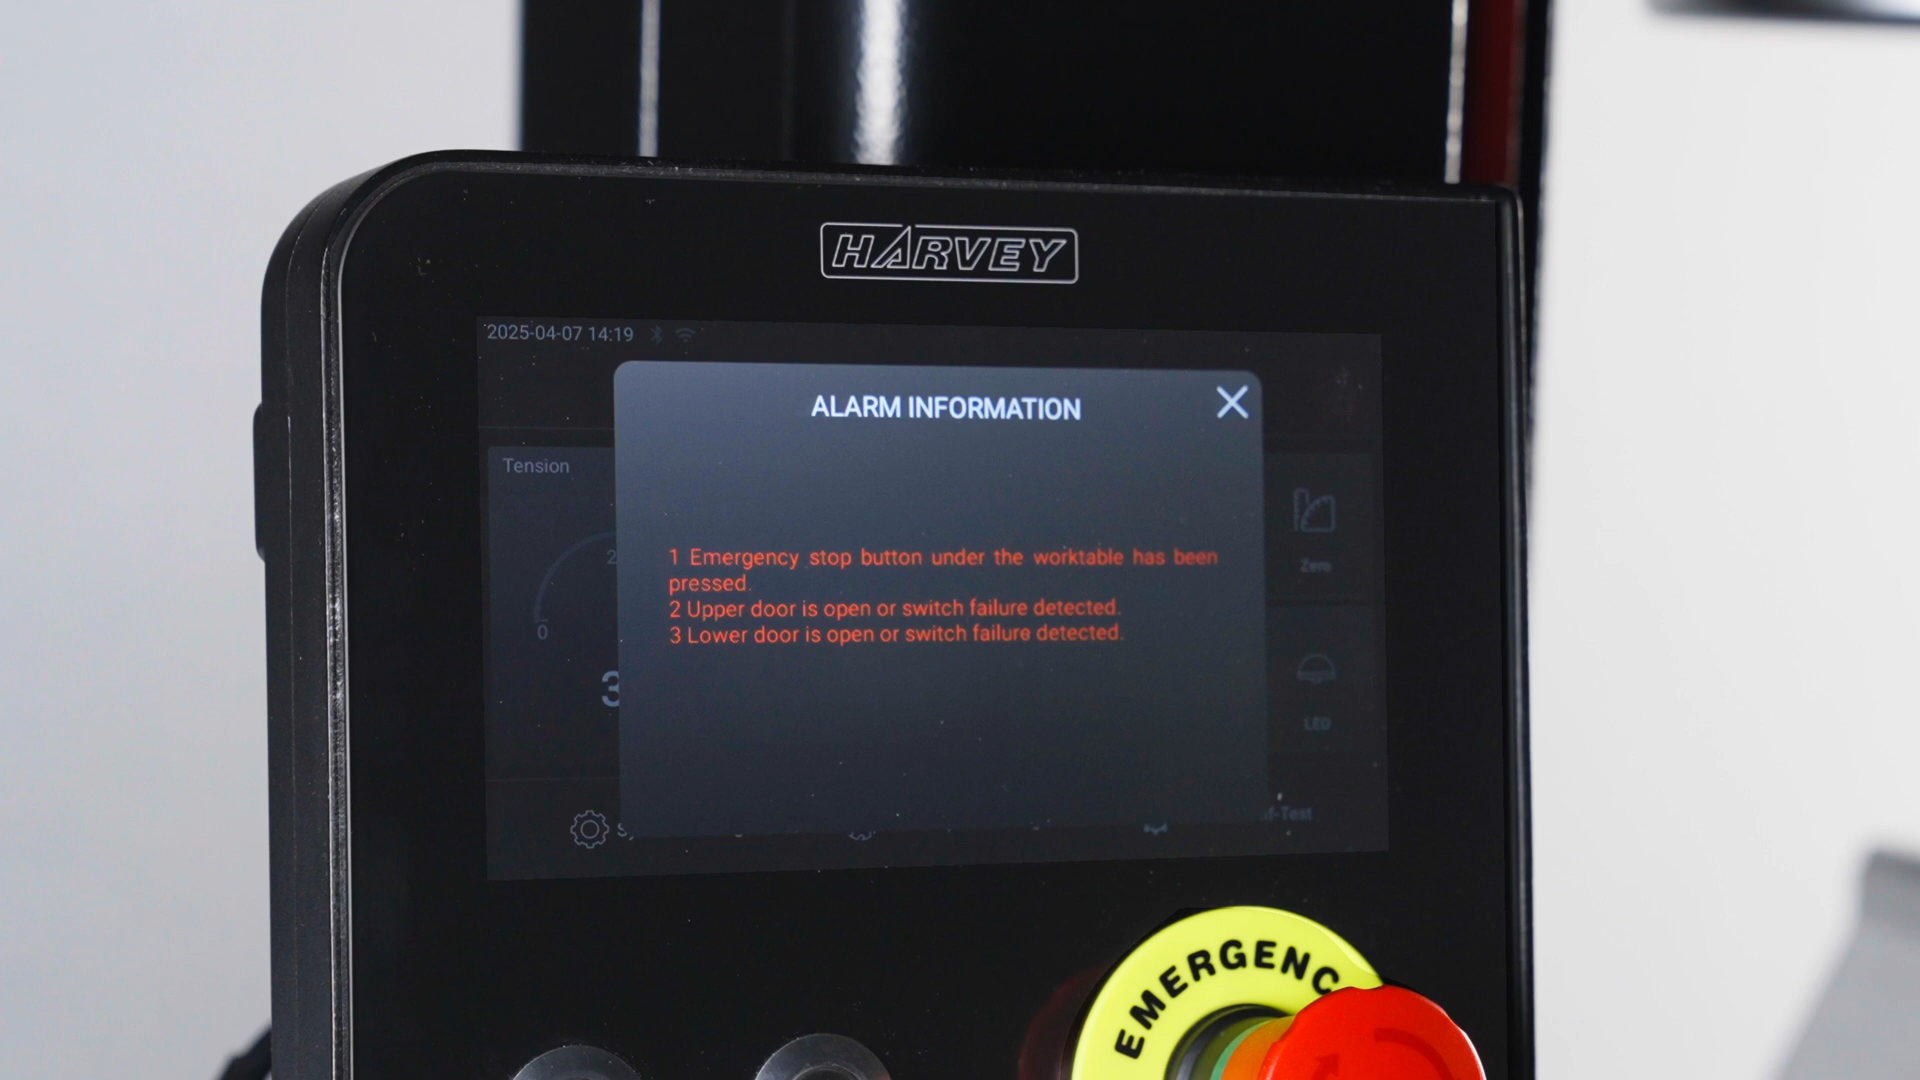 HARVEY
2025-04-07 14:19
ALARM INFORMATION
Tension
1 Emergency stop button under the worktable has been
pressed.
2 Upper door is open or switch failure detected.
3 Lower door is open or switch failure detected.
2
0
3
Zero
LED
EMERGENC